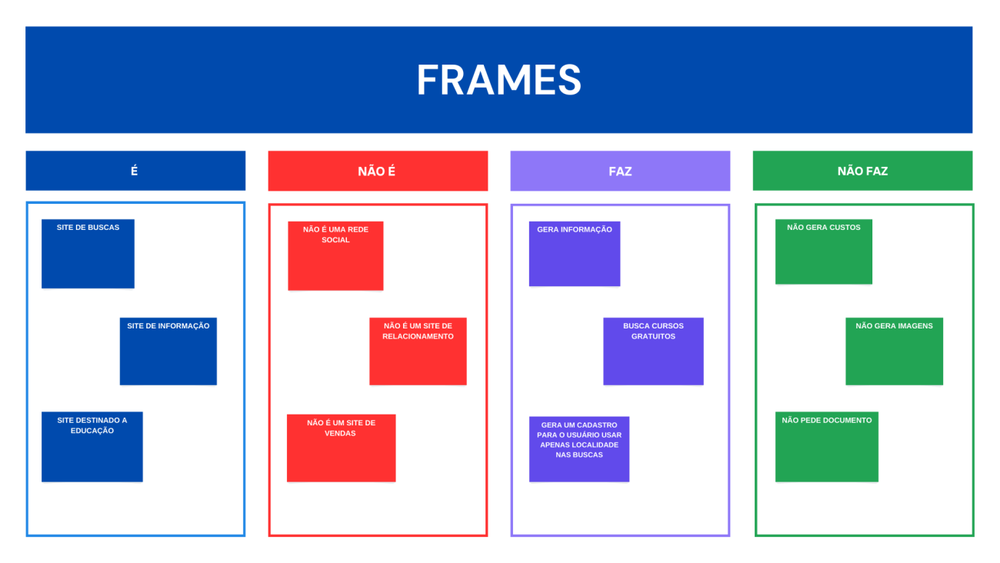 FRAMES
É
NÃO É
FAZ
NÃO FAZ
SITE DE BUSCAS
SITE DE INFORMAÇÃO
SITE DESTINADO A
EDUCAÇÃO
NÃO É UMA REDE
SOCIAL
NÃO É UM SITE DE
RELACIONAMENTO
NÃO É UM SITE DE
VENDAS
GERA INFORMAÇÃO
BUSCA CURSOS
GRATUITOS
GERA UM CADASTRO
PARA O USUÁRIO USAR
APENAS LOCALIDADE
NAS BUSCAS
NÃO GERA CUSTOS
NÃO GERA IMAGENS
NÃO PEDE DOCUMENTO